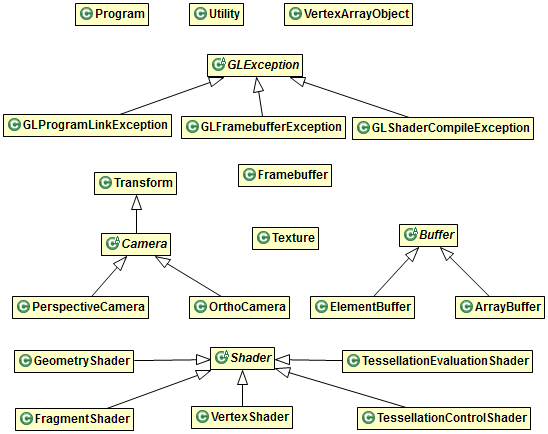 Program
Utility
VertexArrayObject
GLException
GLProgramLinkException
GLFramebufferException
GLShaderCompileException
Framebuffer
Transform
Texture
Buffer
Camera
PerspectiveCamera
OrthoCamera
ElementBuffer
ArrayBuffer
GeometryShader
Shader
TessellationEvaluationShader
FragmentShader
VertexShader
TessellationControlShader